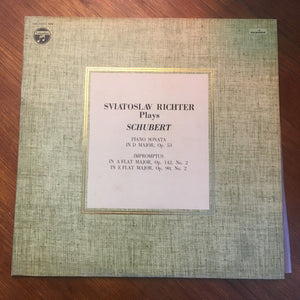 SVIATOSLAV RICHTER
Plays
SCHUBERT
PIANO SONATA
IN D MAJOR, Op. 53
IMPROMPTUS
IN A FLAT MAJOR, Op. 142, No. 2
IN E FLAT MAJOR, Op. 90, No. 2